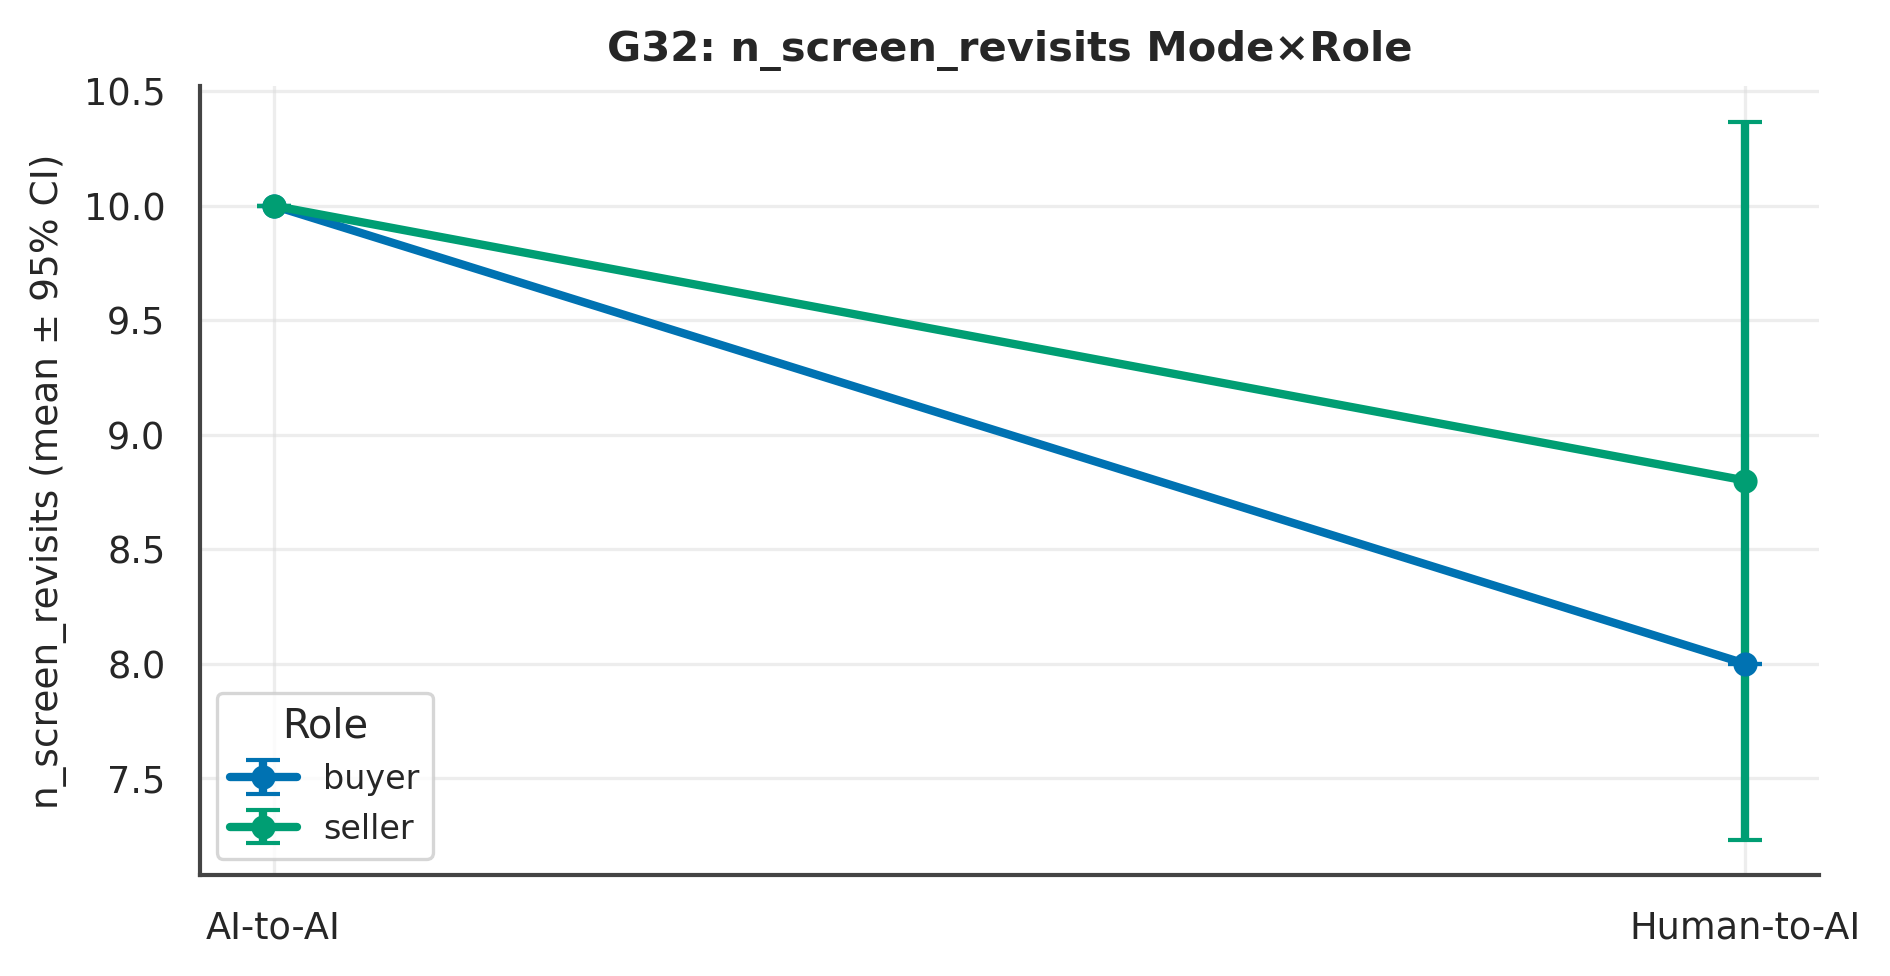 G32: n_screen_revisits Mode×Role
n_screen_revisits (mean ± 95% CI)
10.5
10.0
9.5
9.0
8.5
8.0
7.5
Role
buyer
seller
AI-to-AI
Human-to-AI